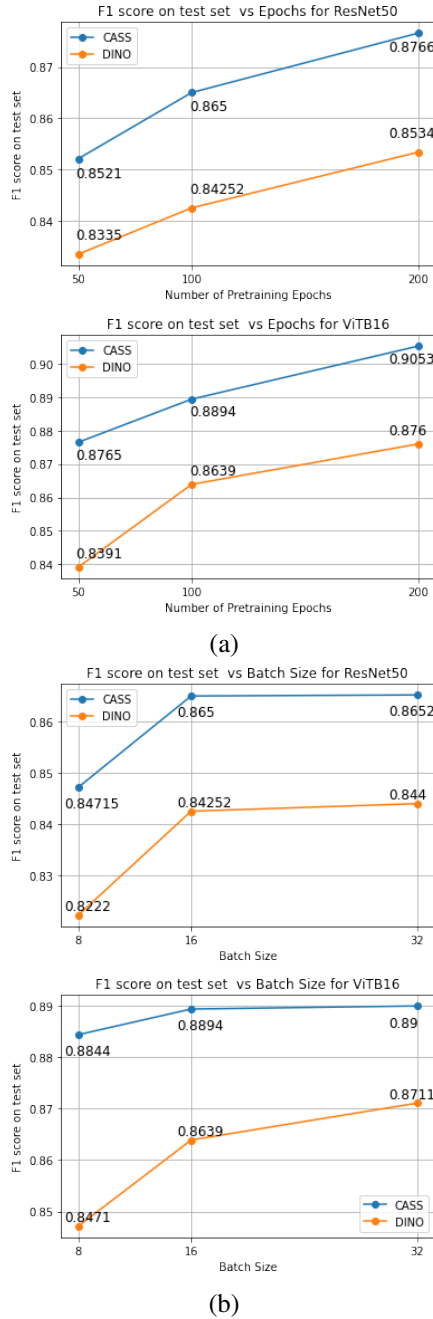 F1 score on test set  vs Epochs for ResNet50
CASS
DINO
F1 score on test set
0.87
0.86
0.85
0.84
0.8521
0.865
0.8766
0.8335
0.84252
0.8534
50
100
200
Number of Pretraining Epochs
F1 score on test set  vs Epochs for ViTB16
CASS
DINO
F1 score on test set
0.90
0.89
0.88
0.87
0.86
0.85
0.84
0.8765
0.8894
0.9053
0.8391
0.8639
0.876
50
100
200
Number of Pretraining Epochs
(a)
F1 score on test set  vs Batch Size for ResNet50
CASS
DINO
F1 score on test set
0.86
0.85
0.84
0.83
0.84715
0.865
0.8652
0.8222
0.84252
0.844
8
16
32
Batch Size
F1 score on test set  vs Batch Size for ViTB16
F1 score on test set
0.89
0.88
0.87
0.86
0.85
0.8844
0.8894
0.89
0.8471
0.8639
0.8711
CASS
DINO
8
16
32
Batch Size
(b)